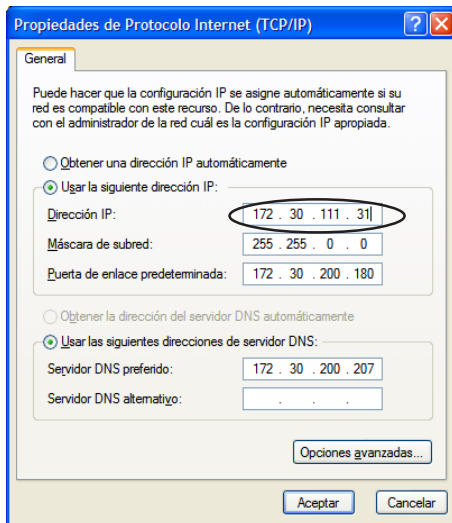 Propiedades de Protocolo Internet (TCP/IP)
General
Puede hacer que la configuración IP se asigne automáticamente si su
red es compatible con este recurso. De lo contrario, necesita consultar
con el administrador de la red cuál es la configuración IP apropiada.
Obtener una dirección IP automáticamente
Usar la siguiente dirección IP:
Dirección IP: 172 . 30 . 111 . 31
Máscara de subred: 255 . 255 . 0 . 0
Puerta de enlace predeterminada: 172 . 30 . 200 . 180
Obtener la dirección del servidor DNS automáticamente
Usar las siguientes direcciones de servidor DNS:
Servidor DNS preferido: 172 . 30 . 200 . 207
Servidor DNS alternativo: . . .
Opciones avanzadas...
Aceptar Cancelar